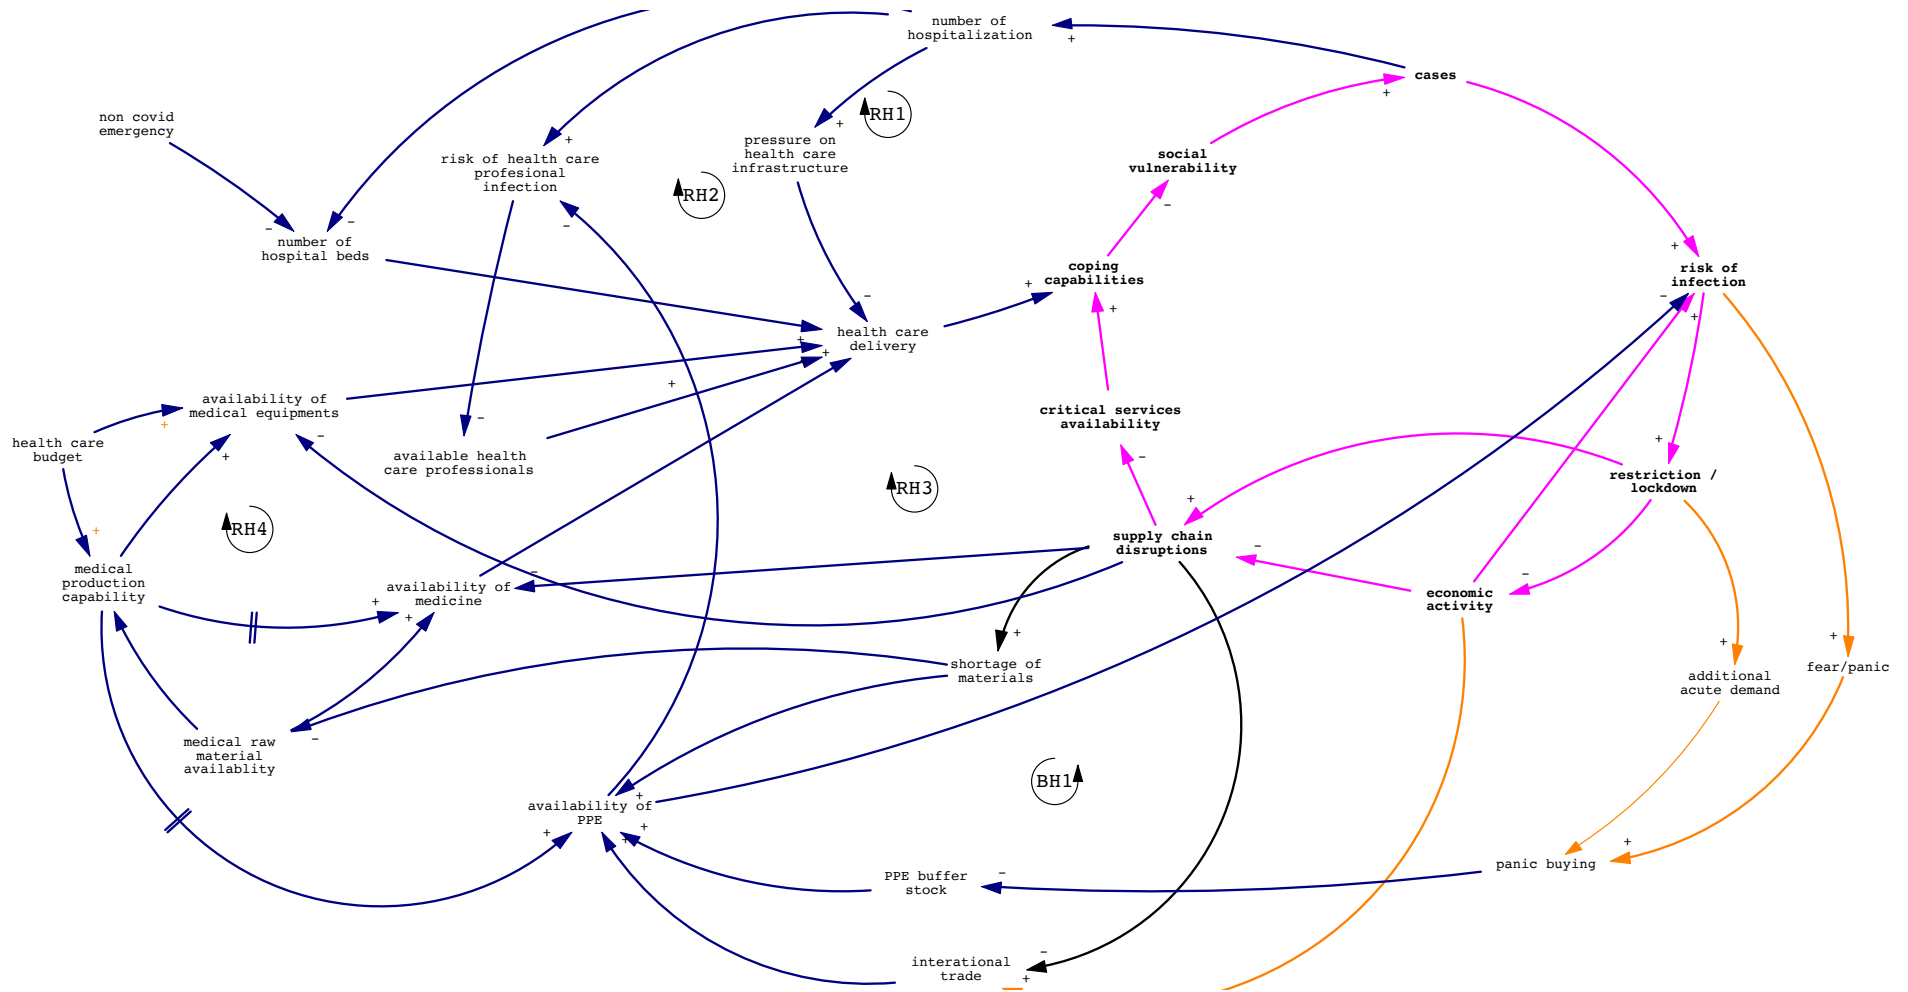 number of
hospitalization
+
cases
+
non covid
emergency
RH1
+
+
pressure on
health care
infrastructure
risk of health care
profesional
infection
social
vulnerability
RH2
-
-
-
-
number of
hospital beds
+
coping
capabilities
+
risk of
infection
-
-
+
+
+
health care
delivery
+
+
+
availability of
medical equipments
+
-
-
critical services
availability
health care
budget
+
available health
care professionals
-
+
restriction /
lockdown
RH3
+
RH4
+
supply chain
disruptions
-
medical
production
capability
-
availability of
medicine
+
+
-
economic
activity
+
shortage of
materials
+
additional
acute demand
+
fear/panic
medical raw
material
availablity
-
BH1
+
availability of
PPE
+
+
+
+
panic buying
PPE buffer
stock
-
-
interational
trade
+